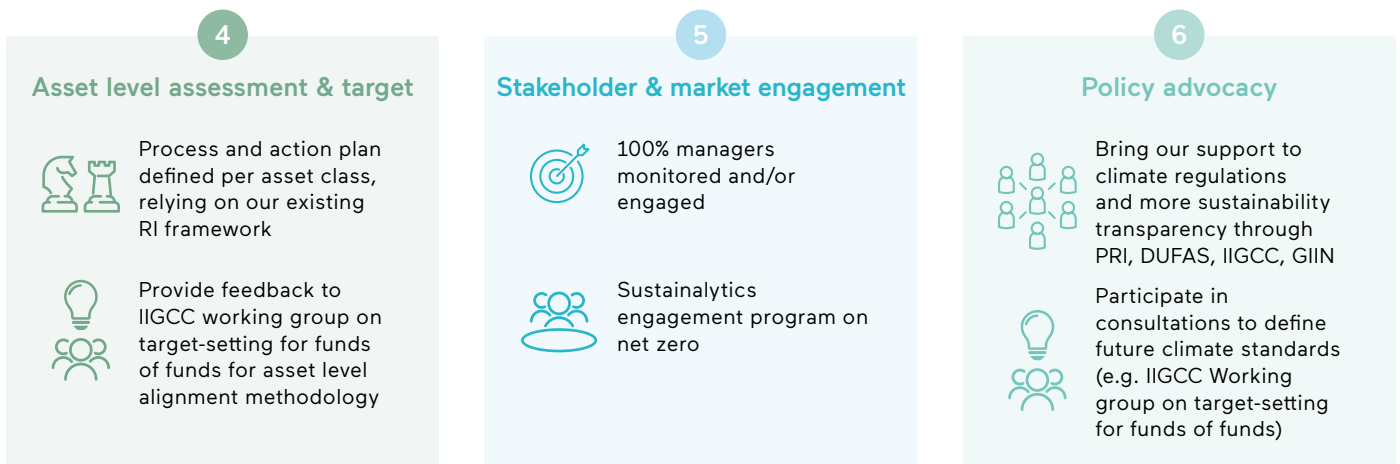 4
Asset level assessment & target
Process and action plan
defined per asset class,
relying on our existing
RI framework
Provide feedback to
IIGCC working group on
target-setting for funds
of funds for asset level
alignment methodology
5
Stakeholder & market engagement
100% managers
monitored and/or
engaged
Sustainalytics
engagement program on
net zero
6
Policy advocacy
Bring our support to
climate regulations
and more sustainability
transparency through
PRI, DUFAS, IIGCC, GIIN
Participate in
consultations to define
future climate standards
(e.g. IIGCC Working
group on target-setting
for funds of funds)